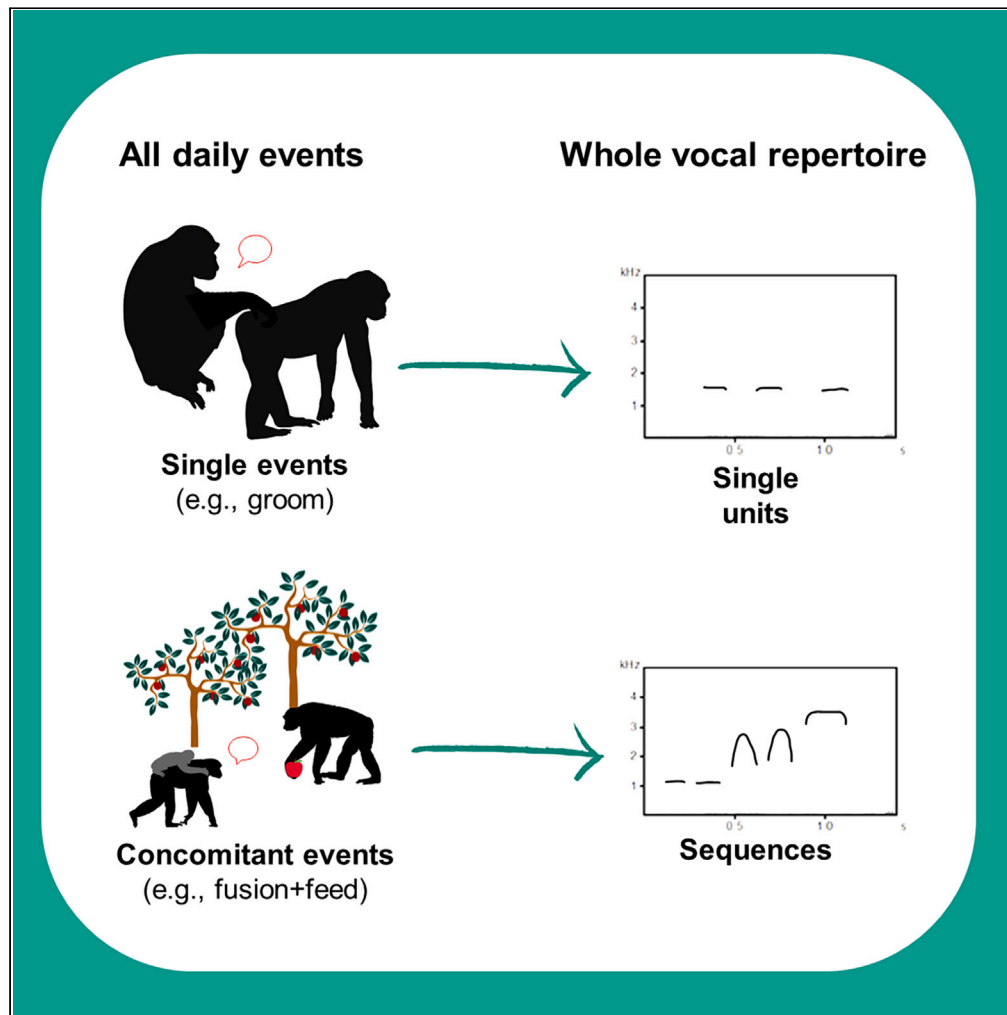 All daily events
Whole vocal repertoire
kHz
4
3
2
1
0 5
1 0
s
Single events
(e.g., groom)
Single
units
kHz
4
3
2
1
0 5
1 0
s
Concomitant events
(e.g., fusion+feed)
Sequences